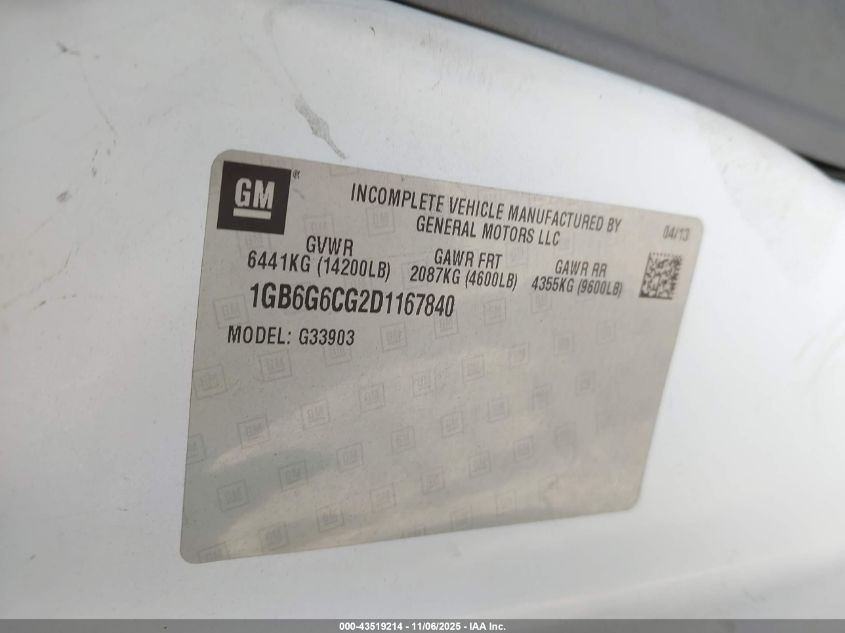 GM®
INCOMPLETE VEHICLE MANUFACTURED BY
GENERAL MOTORS LLC
04/13
GVWR
6441KG (14200LB)
GAWR FRT
2087KG (4600LB)
GAWR RR
4355KG (9600LB)
1GB6G6CG2D1167840
MODEL: G33903
000-43519214 - 11/06/2025 - IAA Inc.